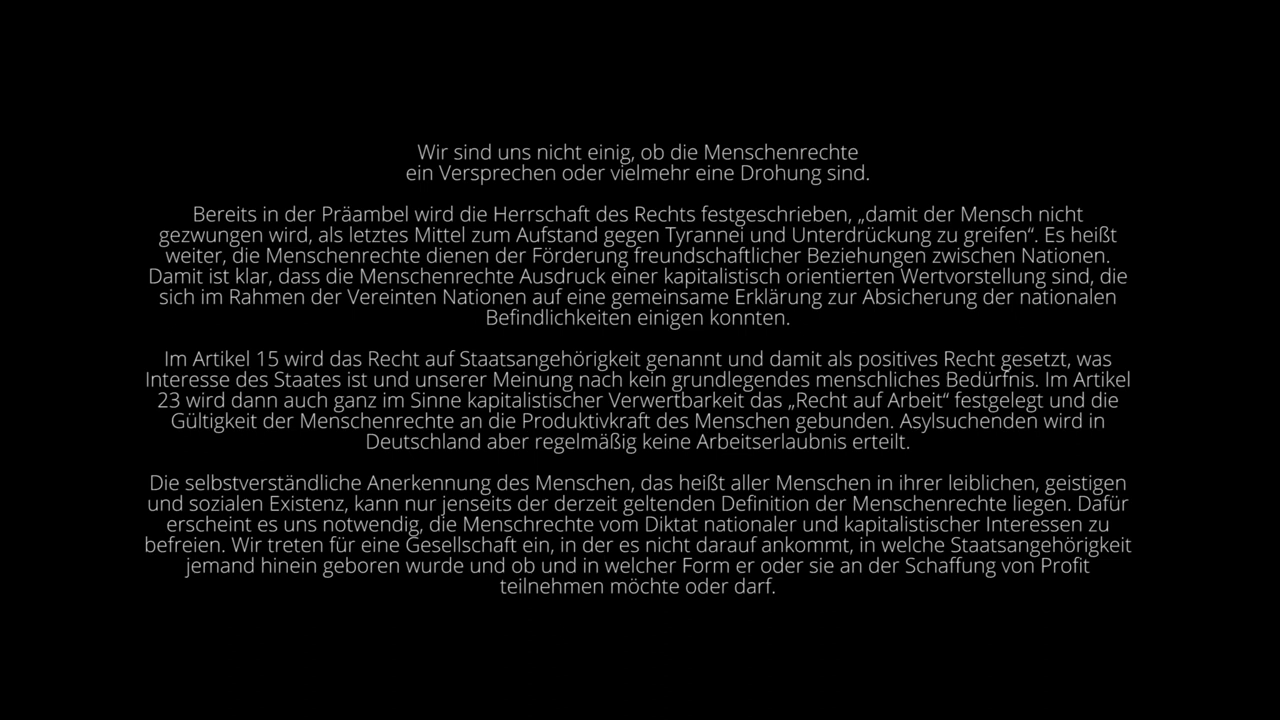 Wir sind uns nicht einig, ob die Menschenrechte
ein Versprechen oder vielmehr eine Drohung sind.
Bereits in der Präambel wird die Herrschaft des Rechts festgeschrieben, „damit der Mensch nicht
gezwungen wird, als letztes Mittel zum Aufstand gegen Tyrannei und Unterdrückung zu greifen“. Es heißt
weiter, die Menschenrechte dienen der Förderung freundschaftlicher Beziehungen zwischen Nationen.
Damit ist klar, dass die Menschenrechte Ausdruck einer kapitalistisch orientierten Wertvorstellung sind, die
sich im Rahmen der Vereinten Nationen auf eine gemeinsame Erklärung zur Absicherung der nationalen
Befindlichkeiten einigen konnten.
Im Artikel 15 wird das Recht auf Staatsangehörigkeit genannt und damit als positives Recht gesetzt, was
Interesse des Staates ist und unserer Meinung nach kein grundlegendes menschliches Bedürfnis. Im Artikel
23 wird dann auch ganz im Sinne kapitalistischer Verwertbarkeit das „Recht auf Arbeit“ festgelegt und die
Gültigkeit der Menschenrechte an die Produktivkraft des Menschen gebunden. Asylsuchenden wird in
Deutschland aber regelmäßig keine Arbeitserlaubnis erteilt.
Die selbstverständliche Anerkennung des Menschen, das heißt aller Menschen in ihrer leiblichen, geistigen
und sozialen Existenz, kann nur jenseits der derzeit geltenden Definition der Menschenrechte liegen. Dafür
erscheint es uns notwendig, die Menschrechte vom Diktat nationaler und kapitalistischer Interessen zu
befreien. Wir treten für eine Gesellschaft ein, in der es nicht darauf ankommt, in welche Staatsangehörigkeit
jemand hinein geboren wurde und ob und in welcher Form er oder sie an der Schaffung von Profit
teilnehmen möchte oder darf.